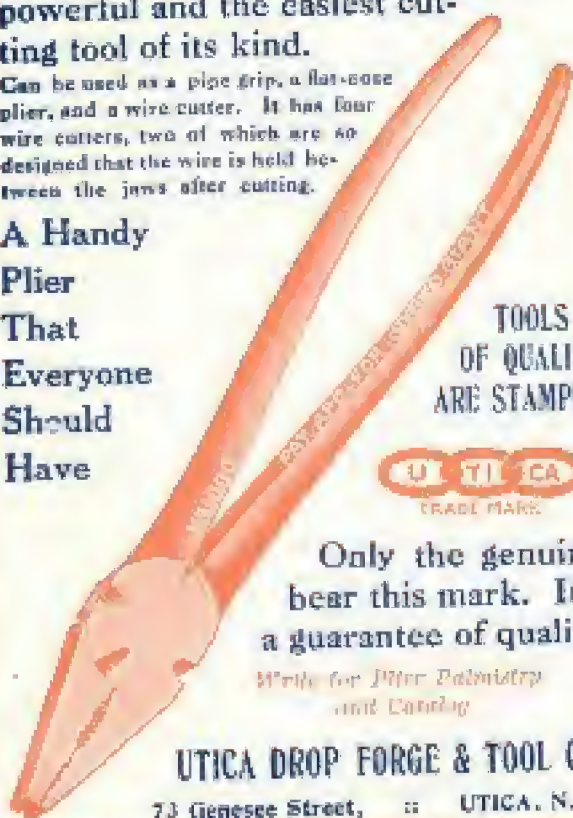 powerful and the easiest cut-
ting tool of its kind.
Can be used as a pipe grip, a flat-nose
plier, and a wire cutter. It has four
wire cutters, two of which are so
designed that the wire is held be-
tween the jaws after cutting.
A Handy
Plier
That
Everyone
Should
Have
TOOLS
OF QUALI
ARE STAMP
U TI CA
TRADE MARK
Only the genuin
bear this mark. I
a guarantee of quali
Write for Plier Palmistry
and Catalog
UTICA DROP FORGE & TOOL C
73 Genesee Street, :: UTICA. N.